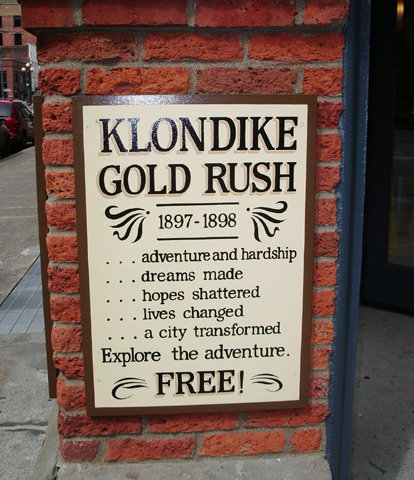 KLONDIKE
GOLD RUSH
1897-1898
. . . adventure and hardship
. . . dreams made
. . . hopes shattered
. . . lives changed
. . . a city transformed
Explore the adventure.
FREE!